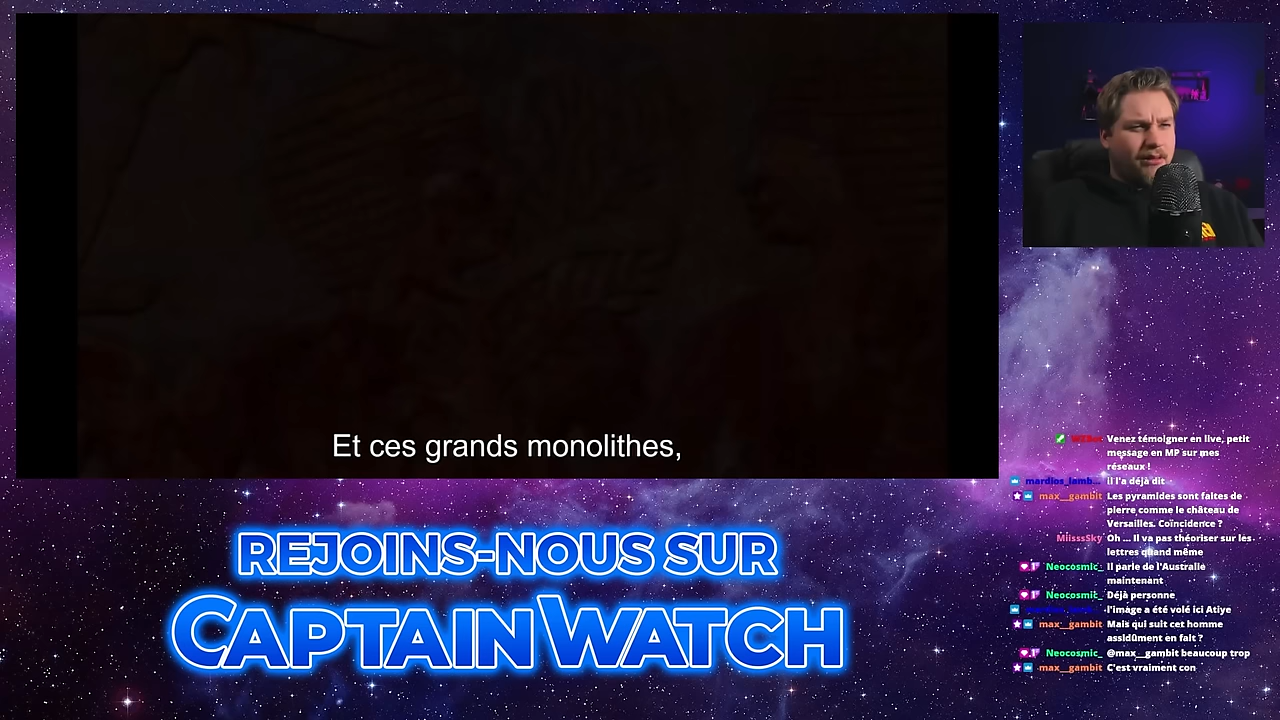 Et ces grands monolithes,
REJOINS-NOUS SUR
CAPTAINWATCH
Venez témoigner en live, petit
message en MP sur mes
réseaux !
mardios_lamb... Il l'a déjà dit
max__gambit Les pyramides sont faites de
pierre comme le château de
Versailles. Coïncidence ?
MiisssSky Oh ... Il va pas théoriser sur les
lettres quand même
Neocosmic_ Il parle de l'Australie
maintenant
Neocosmic_ Déjà personne
l'image a été volé ici Atiye
max__gambit Mais qui suit cet homme
assidûment en fait ?
Neocosmic_ @max__gambit beaucoup trop
max__gambit C'est vraiment con